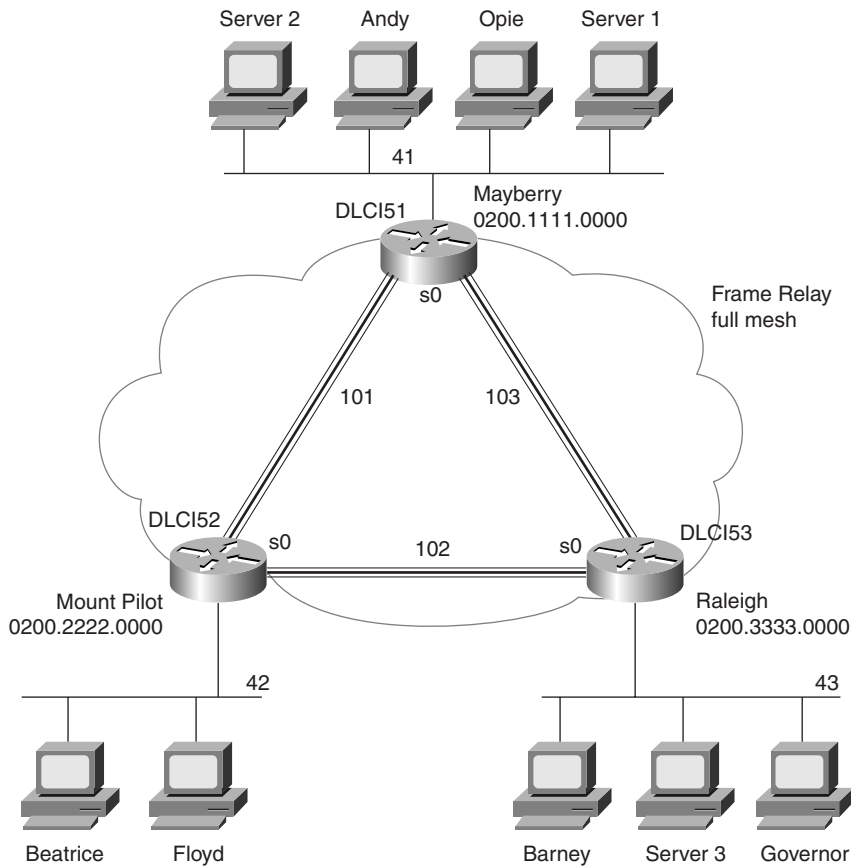 Server 2
Andy
Opie
Server 1
41
Mayberry
0200.1111.0000
DLCI51
s0
Frame Relay
full mesh
101
103
DLCI52
s0
102
s0
DLCI53
Mount Pilot
0200.2222.0000
Raleigh
0200.3333.0000
42
43
Beatrice
Floyd
Barney
Server 3
Governor